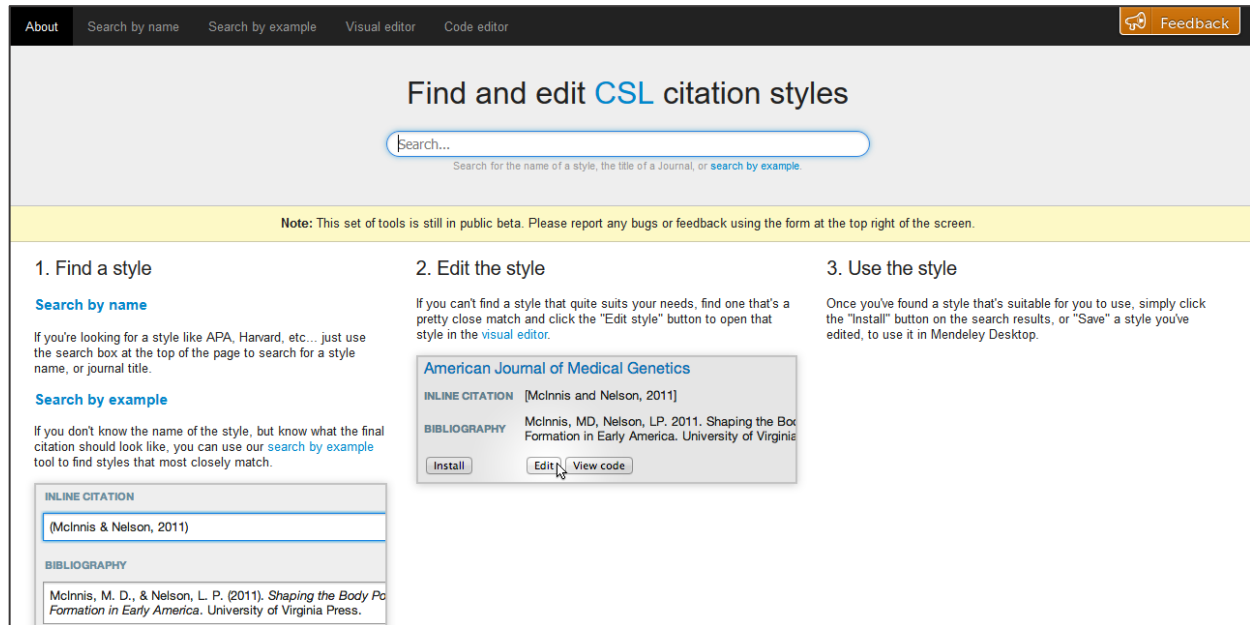 About Search by name Search by example Visual editor Code editor Feedback
Find and edit CSL citation styles
Search...
Search for the name of a style, the title of a Journal, or search by example.
Note: This set of tools is still in public beta. Please report any bugs or feedback using the form at the top right of the screen.
1. Find a style
Search by name
If you're looking for a style like APA, Harvard, etc... just use
the search box at the top of the page to search for a style
name, or journal title.
Search by example
If you don't know the name of the style, but know what the final
citation should look like, you can use our search by example
tool to find styles that most closely match.
INLINE CITATION
(McInnis & Nelson, 2011)
BIBLIOGRAPHY
McInnis, M. D., & Nelson, L. P. (2011). Shaping the Body Po
Formation in Early America. University of Virginia Press.
2. Edit the style
If you can't find a style that quite suits your needs, find one that's a
pretty close match and click the "Edit style" button to open that
style in the visual editor.
American Journal of Medical Genetics
INLINE CITATION [McInnis and Nelson, 2011]
BIBLIOGRAPHY McInnis, MD, Nelson, LP. 2011. Shaping the Bod
Formation in Early America. University of Virginia
Install Edit View code
3. Use the style
Once you've found a style that's suitable for you to use, simply click
the "Install" button on the search results, or "Save" a style you've
edited, to use it in Mendeley Desktop.